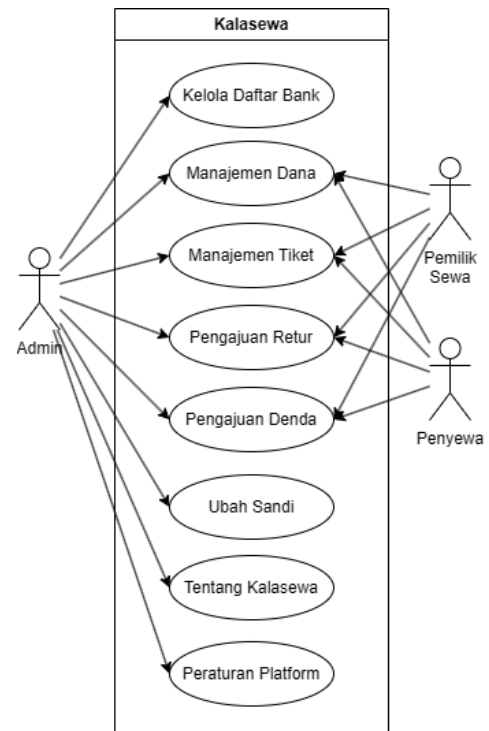 Kalasewa
Kelola Daftar Bank
Manajemen Dana
Manajemen Tiket
Pengajuan Retur
Pengajuan Denda
Ubah Sandi
Tentang Kalasewa
Peraturan Platform
Admin
Pemilik
Sewa
Penyewa